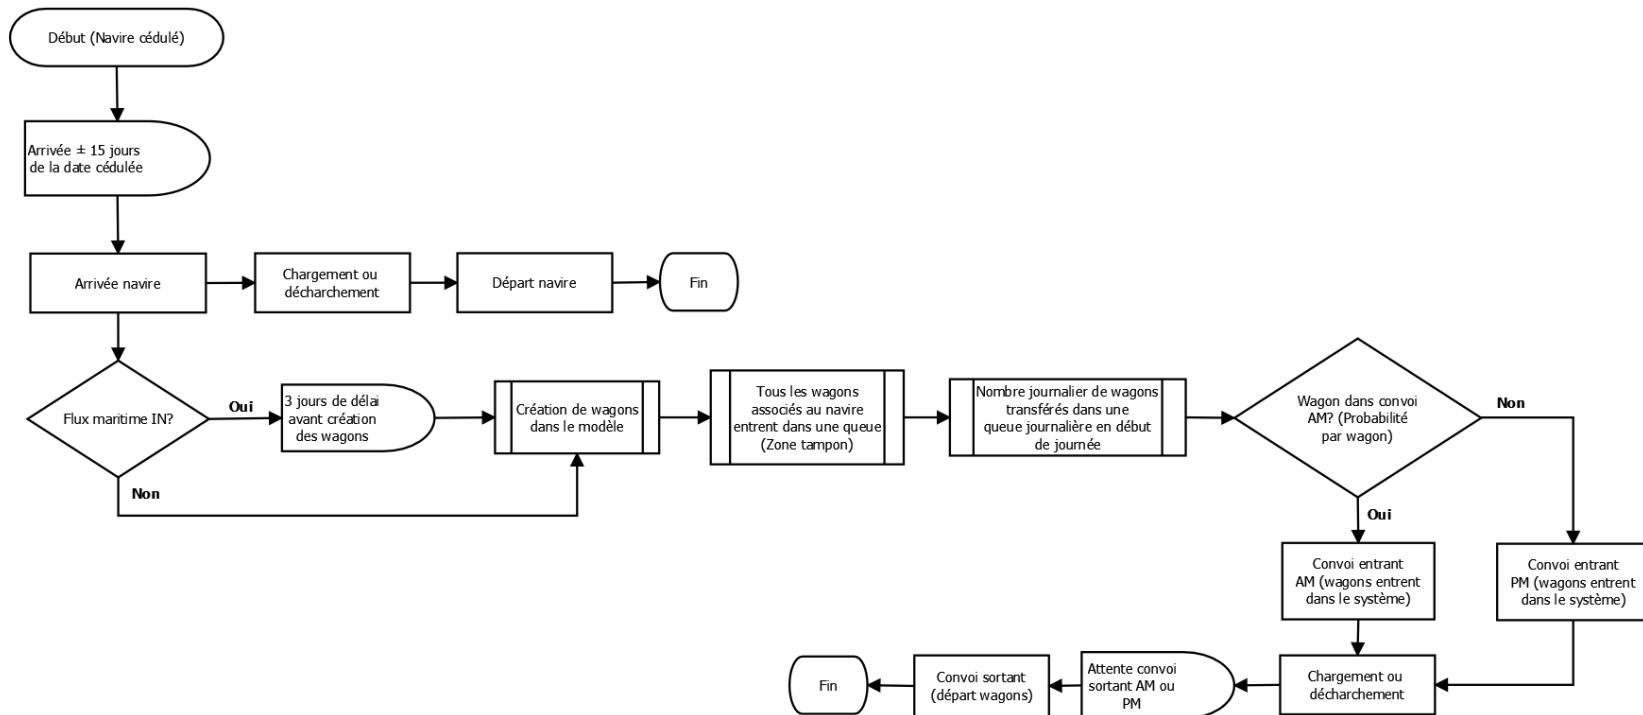 Début (Navire cédulé)
Arrivée ± 15 jours
de la date cédulée
Arrivée navire
Chargement ou
décharchement
Départ navire
Fin
Flux maritime IN?
Oui
Non
3 jours de délai
avant création
des wagons
Création de wagons
dans le modèle
Tous les wagons
associés au navire
entrent dans une queue
(Zone tampon)
Nombre journalier de wagons
transférés dans une
queue journalière en début
de journée
Wagon dans convoi
AM? (Probabilité
par wagon)
Non
Oui
Convoi entrant
AM (wagons entrent
dans le système)
Convoi entrant
PM (wagons entrent
dans le système)
Chargement ou
décharchement
Attente convoi
sortant AM ou
PM
Convoi sortant
(départ wagons)
Fin